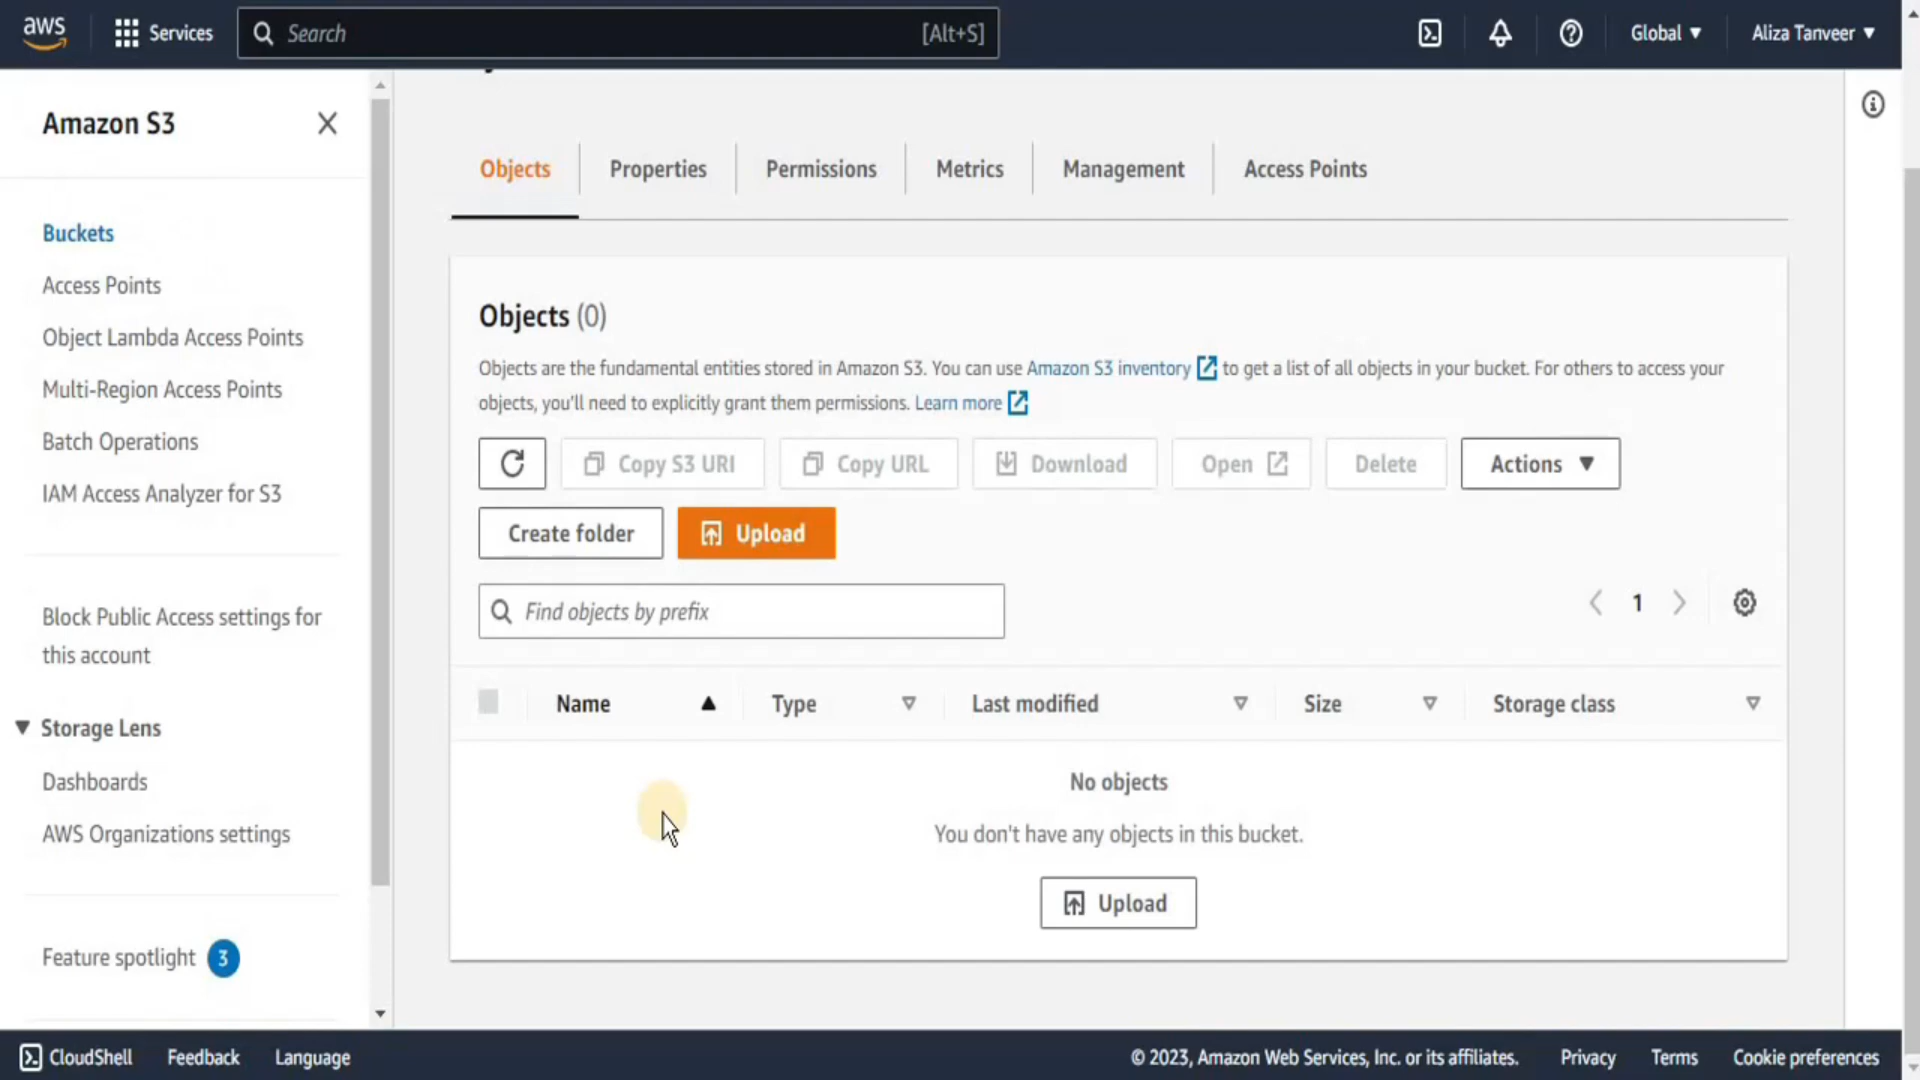 aws
Services
Search
[Alt+S]
Global
Aliza Tanveer
Amazon S3
Buckets
Access Points
Object Lambda Access Points
Multi-Region Access Points
Batch Operations
IAM Access Analyzer for S3
Block Public Access settings for
this account
Storage Lens
Dashboards
AWS Organizations settings
Feature spotlight 3
Objects
Properties
Permissions
Metrics
Management
Access Points
Objects (0)
Objects are the fundamental entities stored in Amazon S3. You can use Amazon S3 inventory to get a list of all objects in your bucket. For others to access your
objects, you'll need to explicitly grant them permissions. Learn more
Copy S3 URI
Copy URL
Download
Open
Delete
Actions
Create folder
Upload
Find objects by prefix
1
Name
Type
Last modified
Size
Storage class
No objects
You don't have any objects in this bucket.
Upload
CloudShell
Feedback
Language
© 2023, Amazon Web Services, Inc. or its affiliates.
Privacy
Terms
Cookie preferences